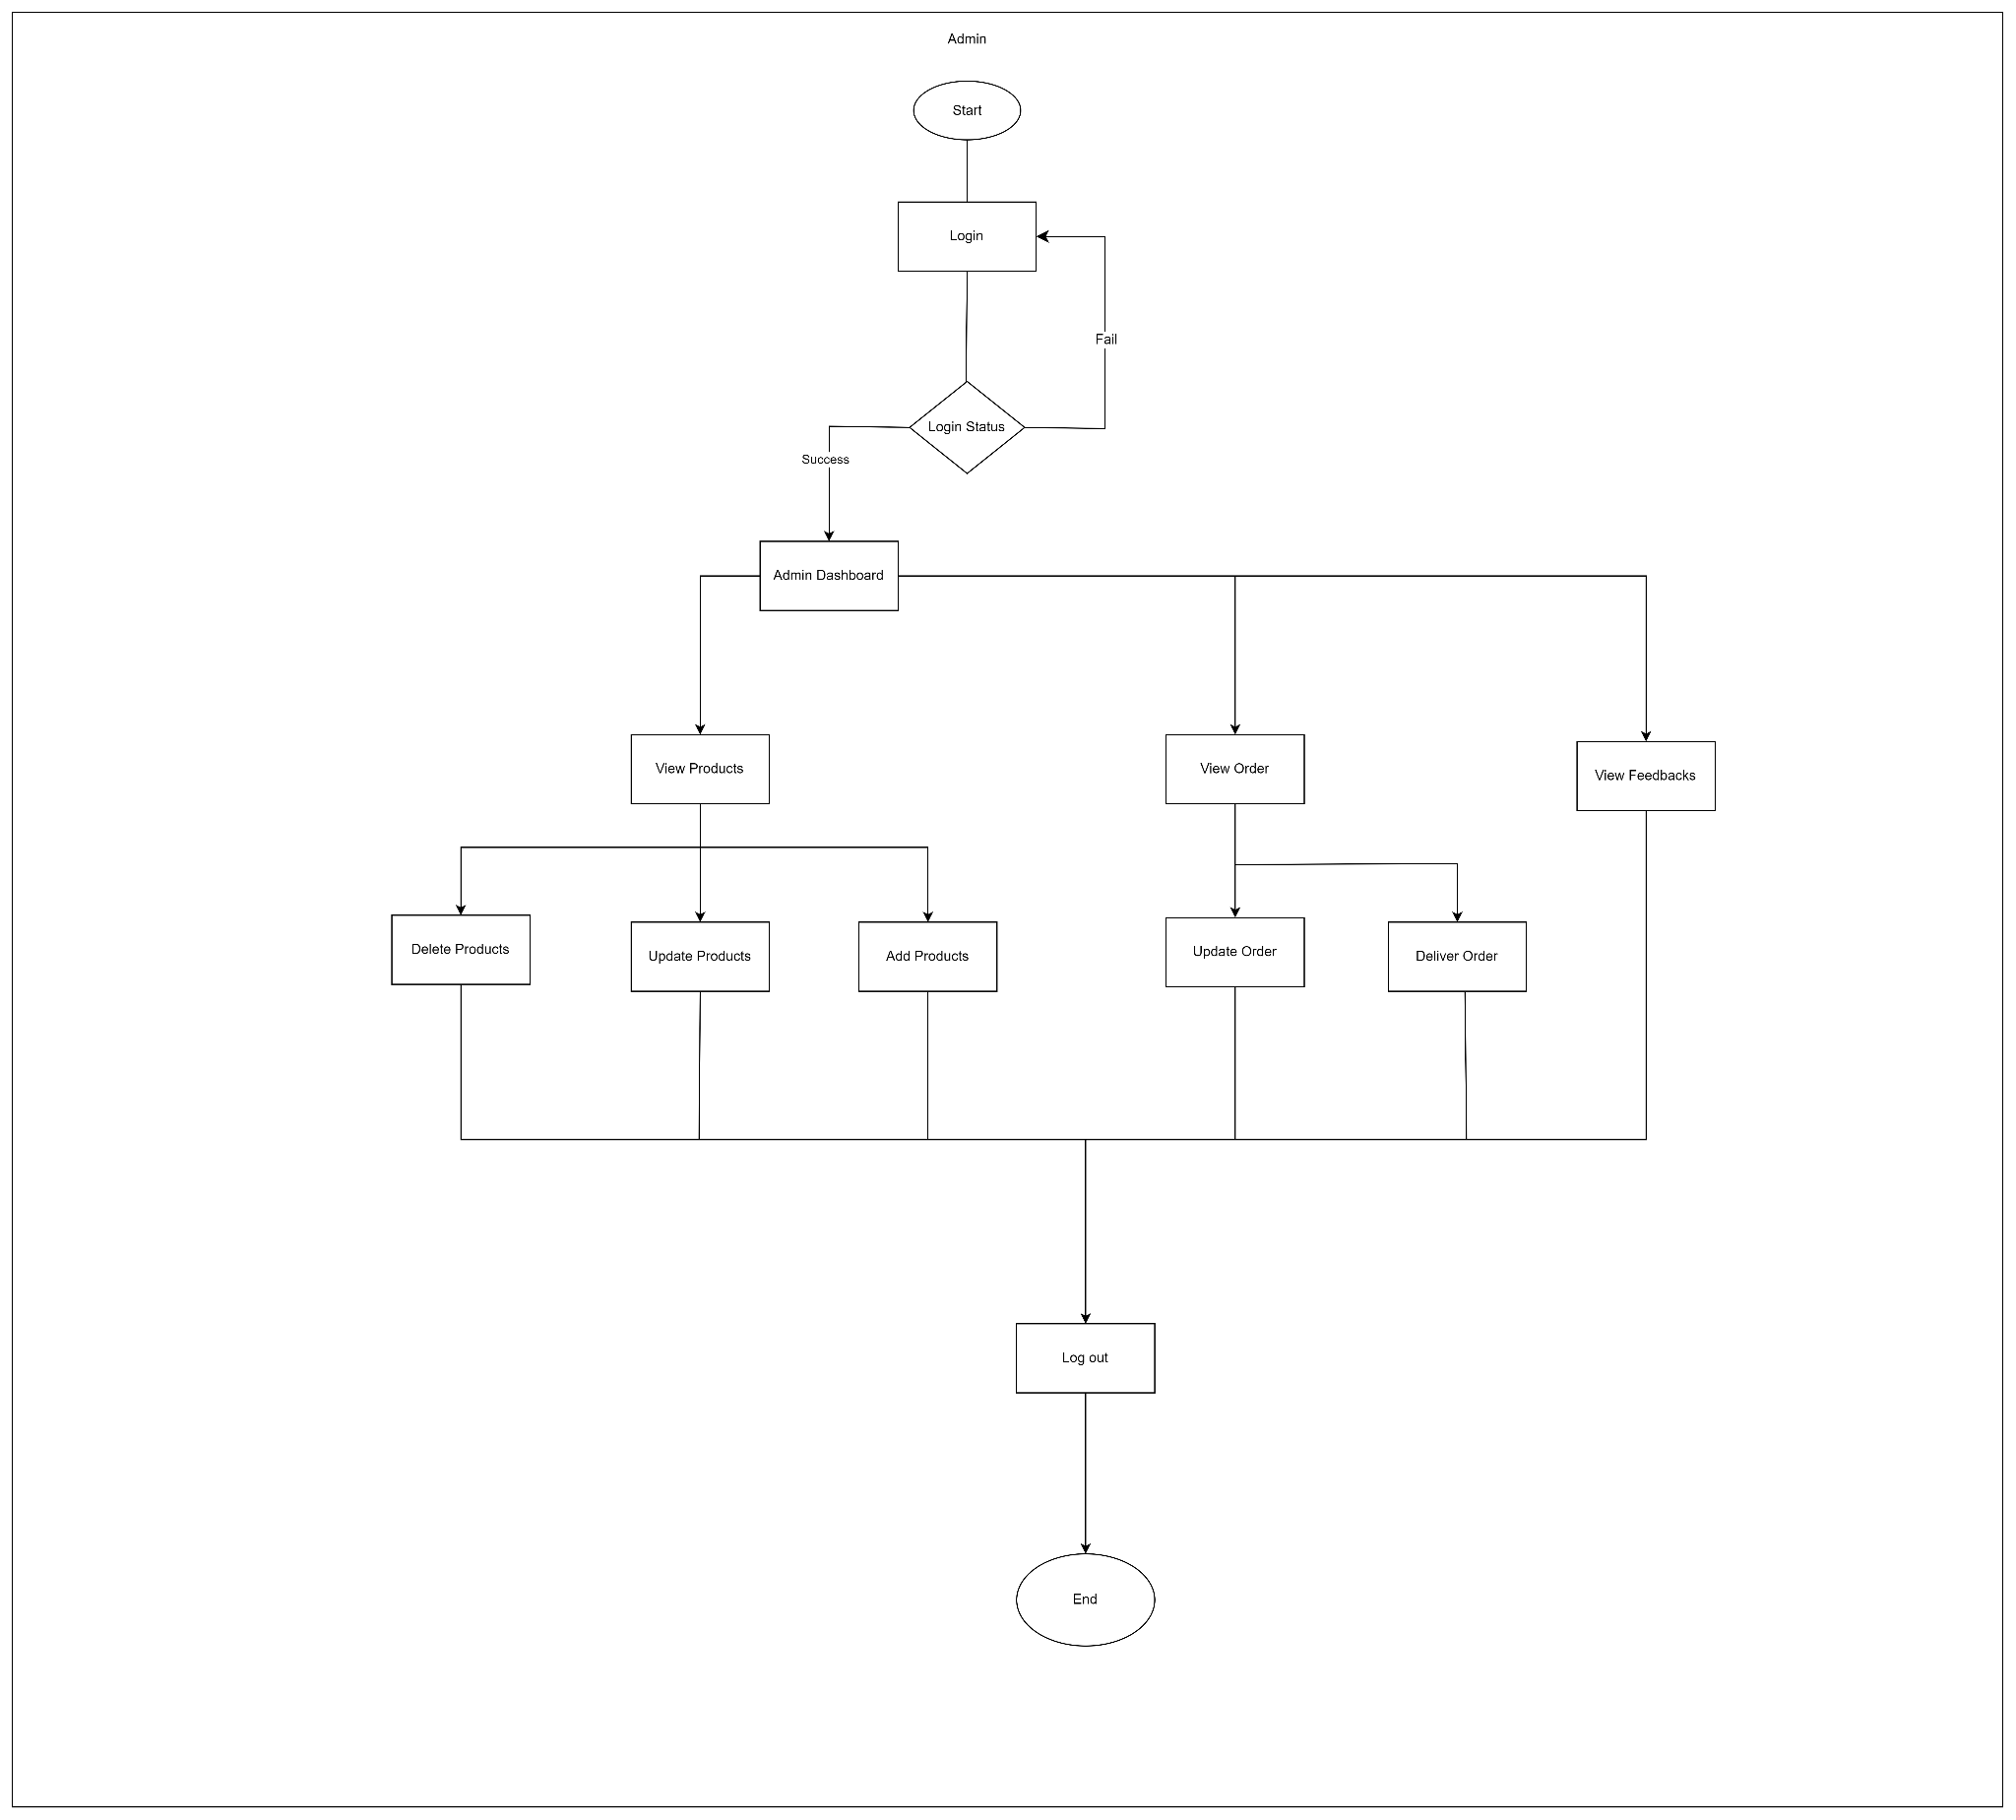 Admin
Start
Login
Fail
Login Status
Success
Admin Dashboard
View Products
View Order
View Feedbacks
Delete Products
Update Products
Add Products
Update Order
Deliver Order
Log out
End